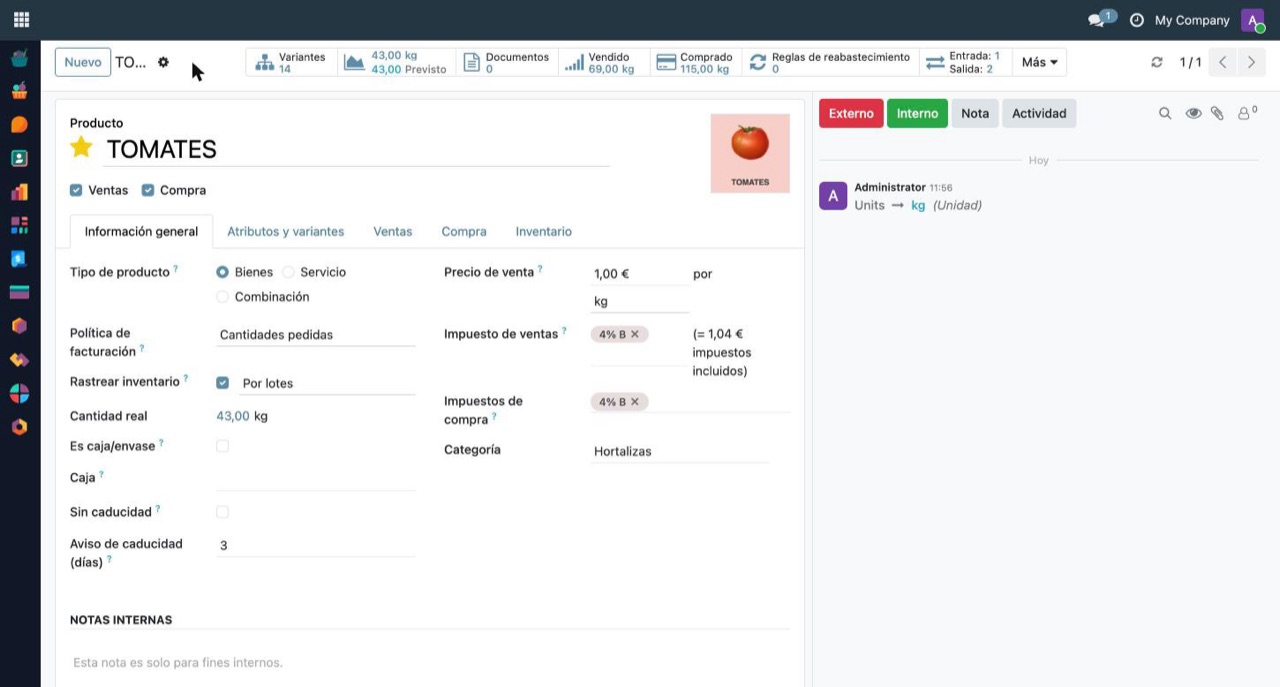 1
My Company
A
Nuevo
TO...
Variantes
14
43,00 kg
43,00 Previsto
Documentos
0
Vendido
69,00 kg
Comprado
115,00 kg
Reglas de reabastecimiento
0
Entrada: 1
Salida: 2
Más
1/1
Producto
TOMATES
TOMATES
Ventas
Compra
Información general
Atributos y variantes
Ventas
Compra
Inventario
Tipo de producto ?
Bienes
Servicio
Combinación
Política de
facturación ?
Cantidades pedidas
Rastrear inventario ?
Por lotes
Cantidad real
43,00 kg
Es caja/envase ?
Caja ?
Sin caducidad ?
Aviso de caducidad
(días) ?
3
Precio de venta ?
1,00 €
por
kg
Impuesto de ventas ?
4% B ×
(= 1,04 €
impuestos
incluidos)
Impuestos de
compra ?
4% B ×
Categoría
Hortalizas
NOTAS INTERNAS
Esta nota es solo para fines internos.
Externo
Interno
Nota
Actividad
0
Hoy
A
Administrator 11:56
Units → kg (Unidad)